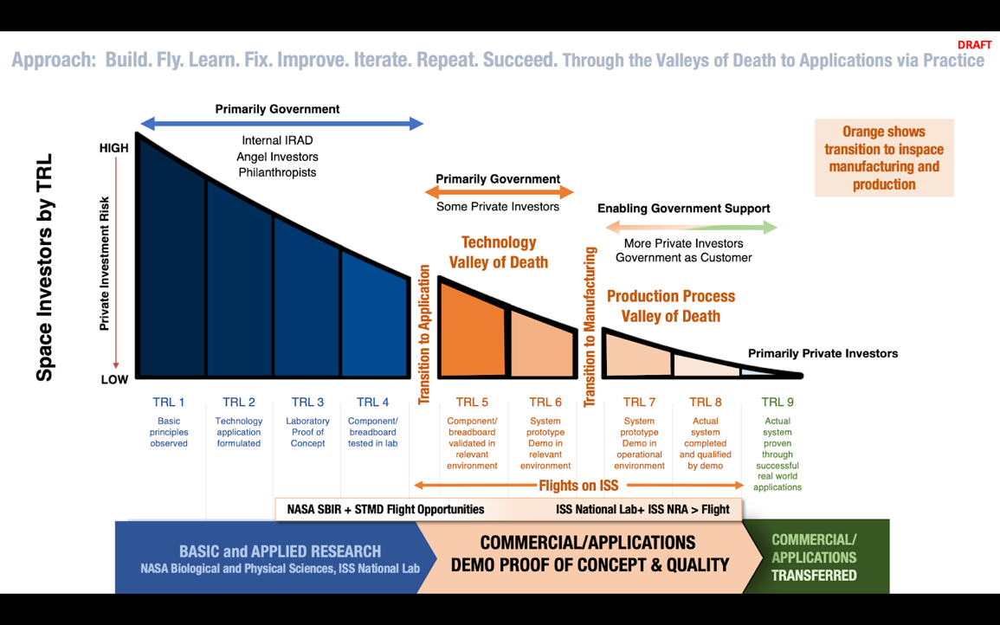 DRAFT
Approach: Build. Fly. Learn. Fix. Improve. Iterate. Repeat. Succeed. Through the Valleys of Death to Applications via Practice
Space Investors by TRL
Private Investment Risk
HIGH
LOW
Primarily Government
Internal IRAD
Angel Investors
Philanthropists
Primarily Government
Some Private Investors
Technology
Valley of Death
Enabling Government Support
More Private Investors
Government as Customer
Production Process
Valley of Death
Primarily Private Investors
Orange shows
transition to inspace
manufacturing and
production
Transition to Application
Transition to Manufacturing
TRL 1
Basic
principles
observed
TRL 2
Technology
application
formulated
TRL 3
Laboratory
Proof of
Concept
TRL 4
Component/
breadboard
tested in lab
TRL 5
Component/
breadboard
validated in
relevant
environment
TRL 6
System
prototype
Demo in
relevant
environment
TRL 7
System
prototype
Demo in
operational
environment
TRL 8
Actual
system
completed
and qualified
by demo
TRL 9
Actual
system
proven
through
successful
real world
applications
Flights on ISS
NASA SBIR + STMD Flight Opportunities
ISS National Lab+ ISS NRA > Flight
BASIC and APPLIED RESEARCH
NASA Biological and Physical Sciences, ISS National Lab
COMMERCIAL/APPLICATIONS
DEMO PROOF OF CONCEPT & QUALITY
COMMERCIAL/
APPLICATIONS
TRANSFERRED